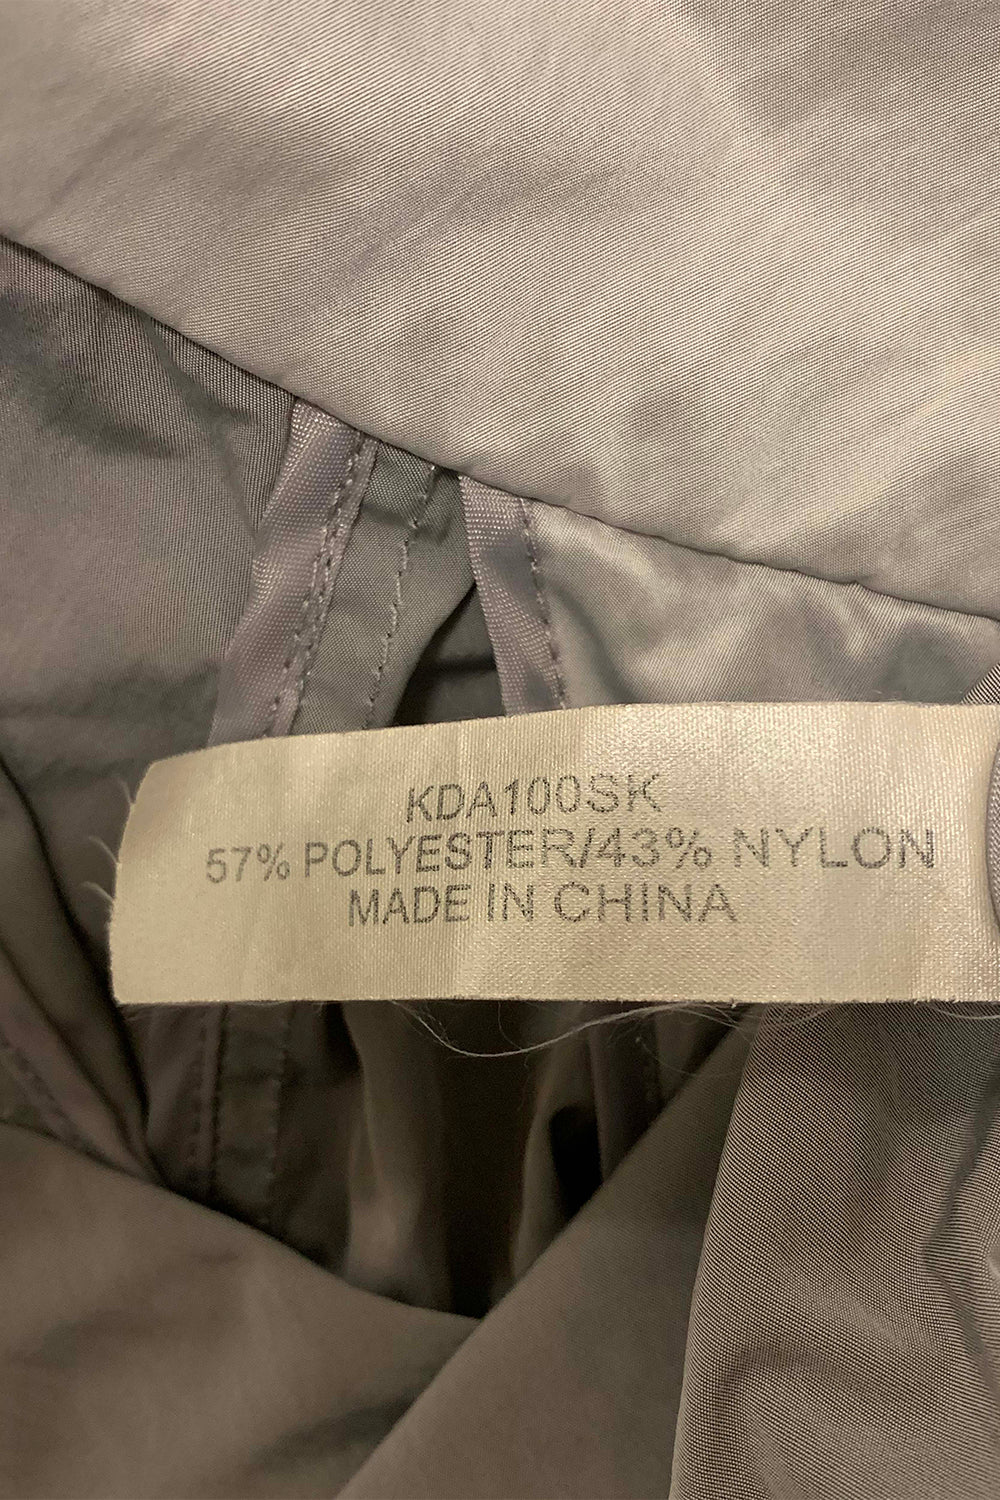 KDA100SK
57% POLYESTER/43% NYLON
MADE IN CHINA